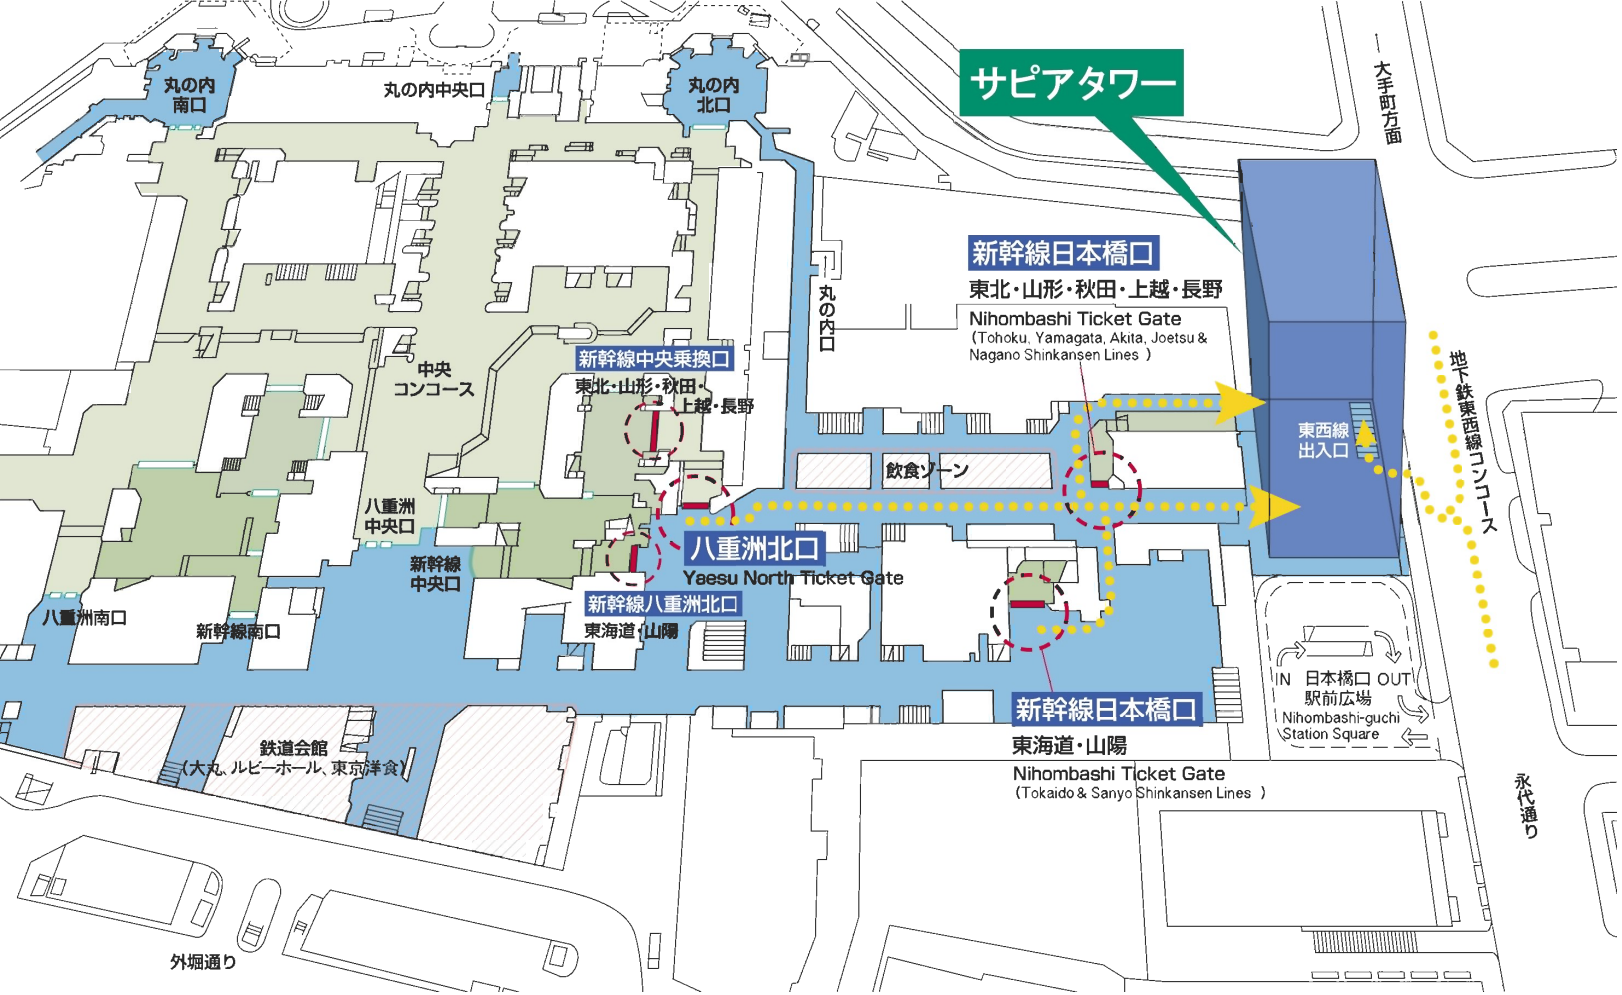 丸の内
南口
丸の内中央口
丸の内
北口
サピアタワー
大手町方面
新幹線日本橋口
東北・山形・秋田・上越・長野
Nihombashi Ticket Gate
(Tohoku, Yamagata, Akita, Joetsu &
Nagano Shinkansen Lines )
丸の内口
新幹線中央乗換口
東北・山形・秋田・
上越・長野
中央
コンコース
地下鉄東西線コンコース
東西線
出入口
飲食ゾーン
八重洲
中央口
新幹線
中央口
八重洲北口
Yaesu North Ticket Gate
新幹線八重洲北口
東海道・山陽
八重洲南口
新幹線南口
IN 日本橋口 OUT
駅前広場
Nihombashi-guchi
Station Square
新幹線日本橋口
東海道・山陽
Nihombashi Ticket Gate
(Tokaido & Sanyo Shinkansen Lines )
鉄道会館
(大丸、ルビーホール、東京洋食)
永代通り
外堀通り